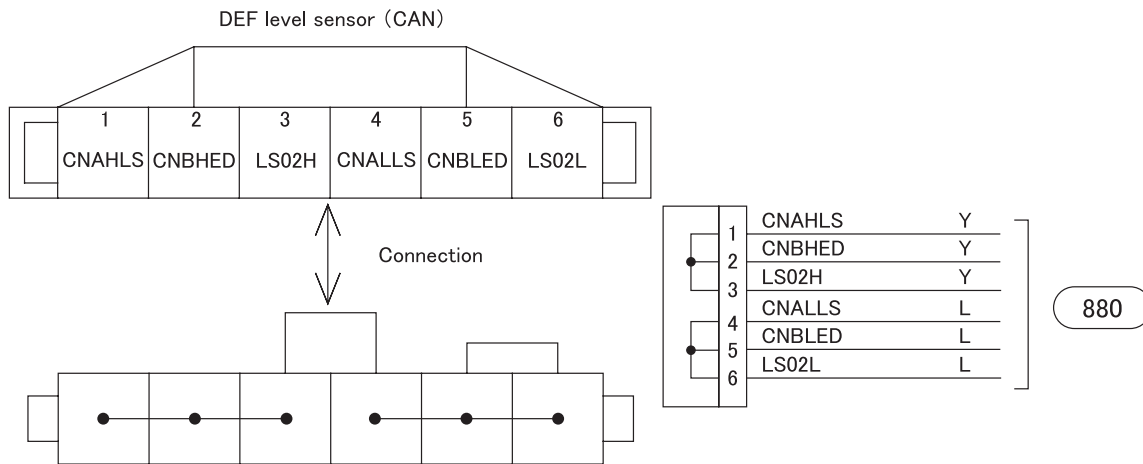 DEF level sensor (CAN)
1 2 3 4 5 6
CNAHLS CNBHED LS02H CNALLS CNBLED LS02L
Connection
1 CNAHLS Y
2 CNBHED Y
3 LS02H Y
4 CNALLS L
5 CNBLED L
6 LS02L L
880